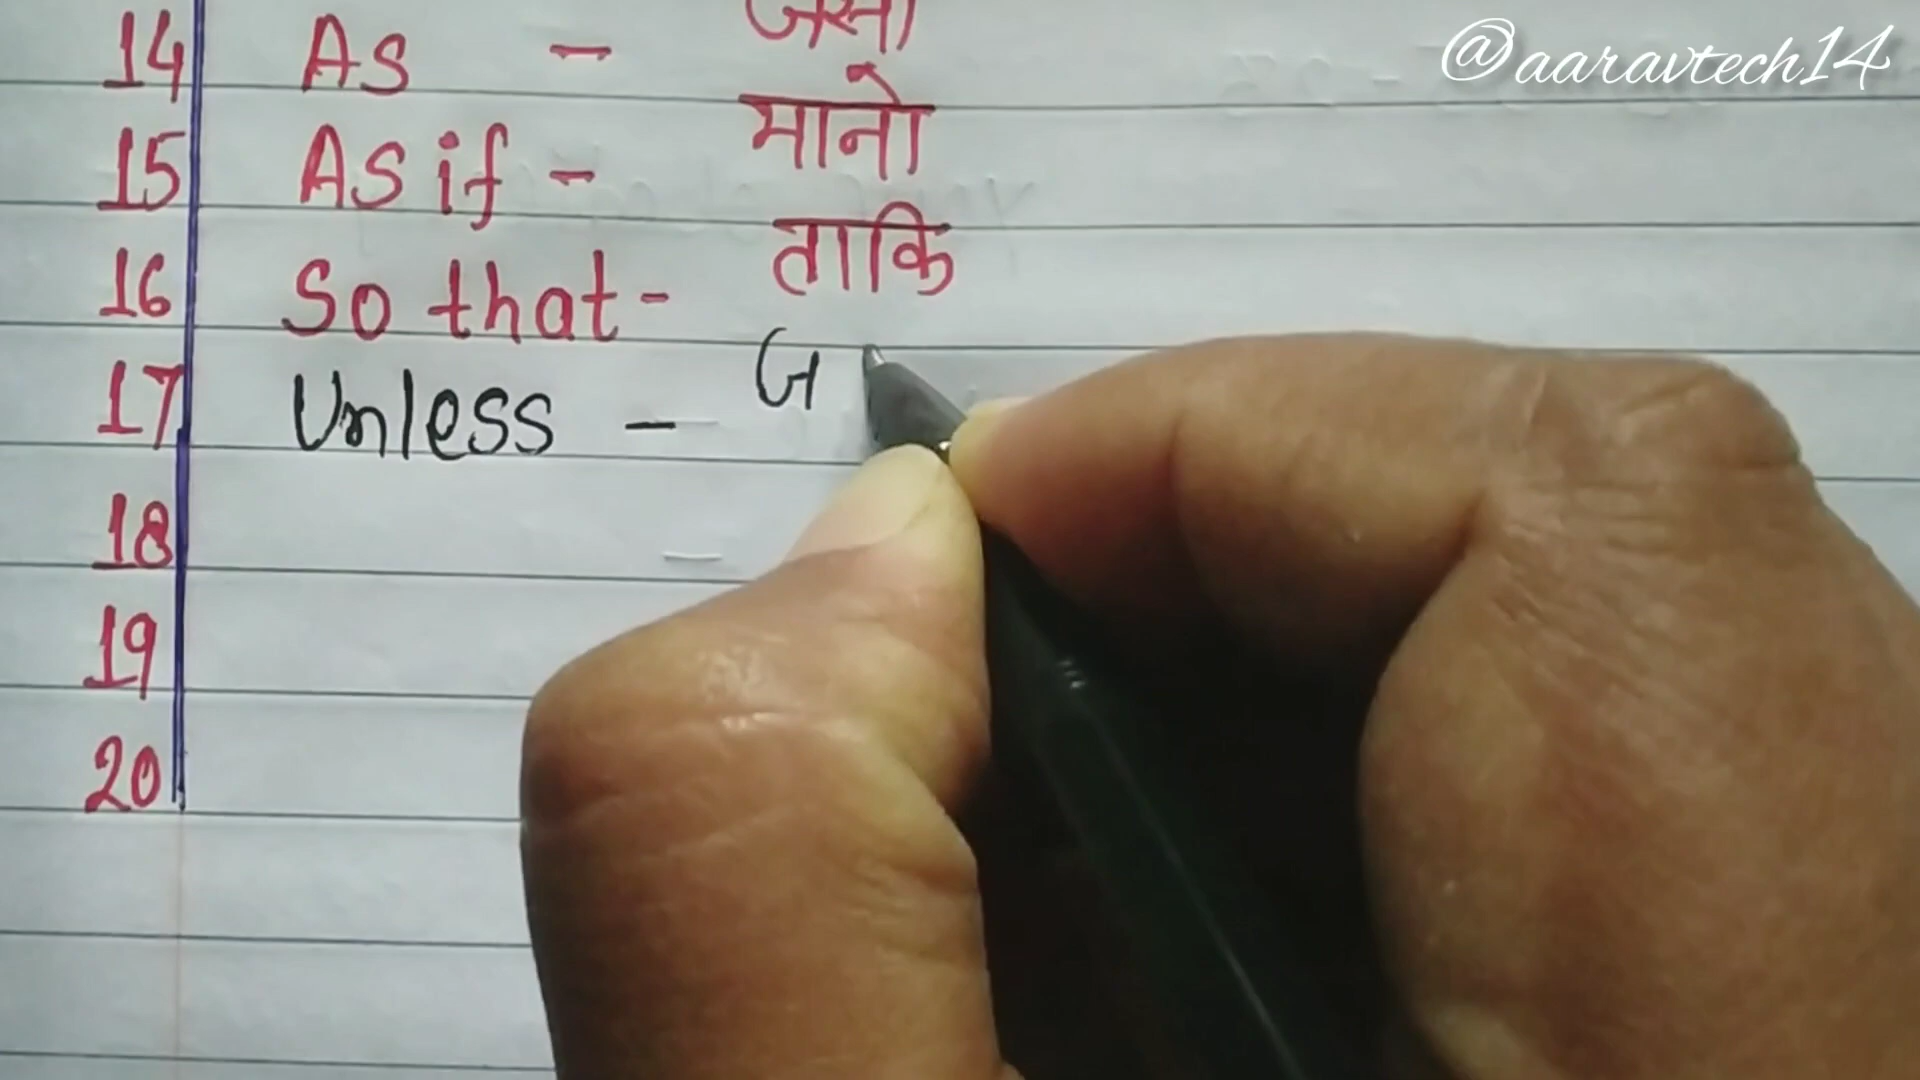 @aaravtech14
14 As - जैसा
15 As if - मानो
16 So that - ताकि
17 Unless - ज
18
19
20